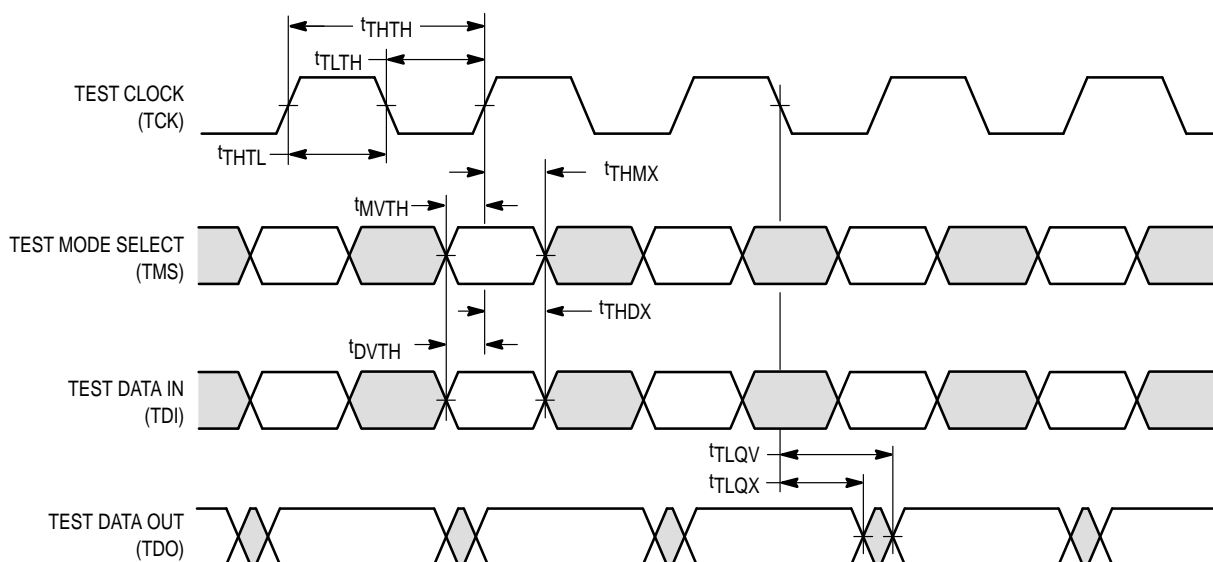 tTHTH
tTLTH
TEST CLOCK
(TCK)
tTHTL
tTHMX
tMVTH
TEST MODE SELECT
(TMS)
tTHDX
tDVTH
TEST DATA IN
(TDI)
tTLQV
tTLQX
TEST DATA OUT
(TDO)